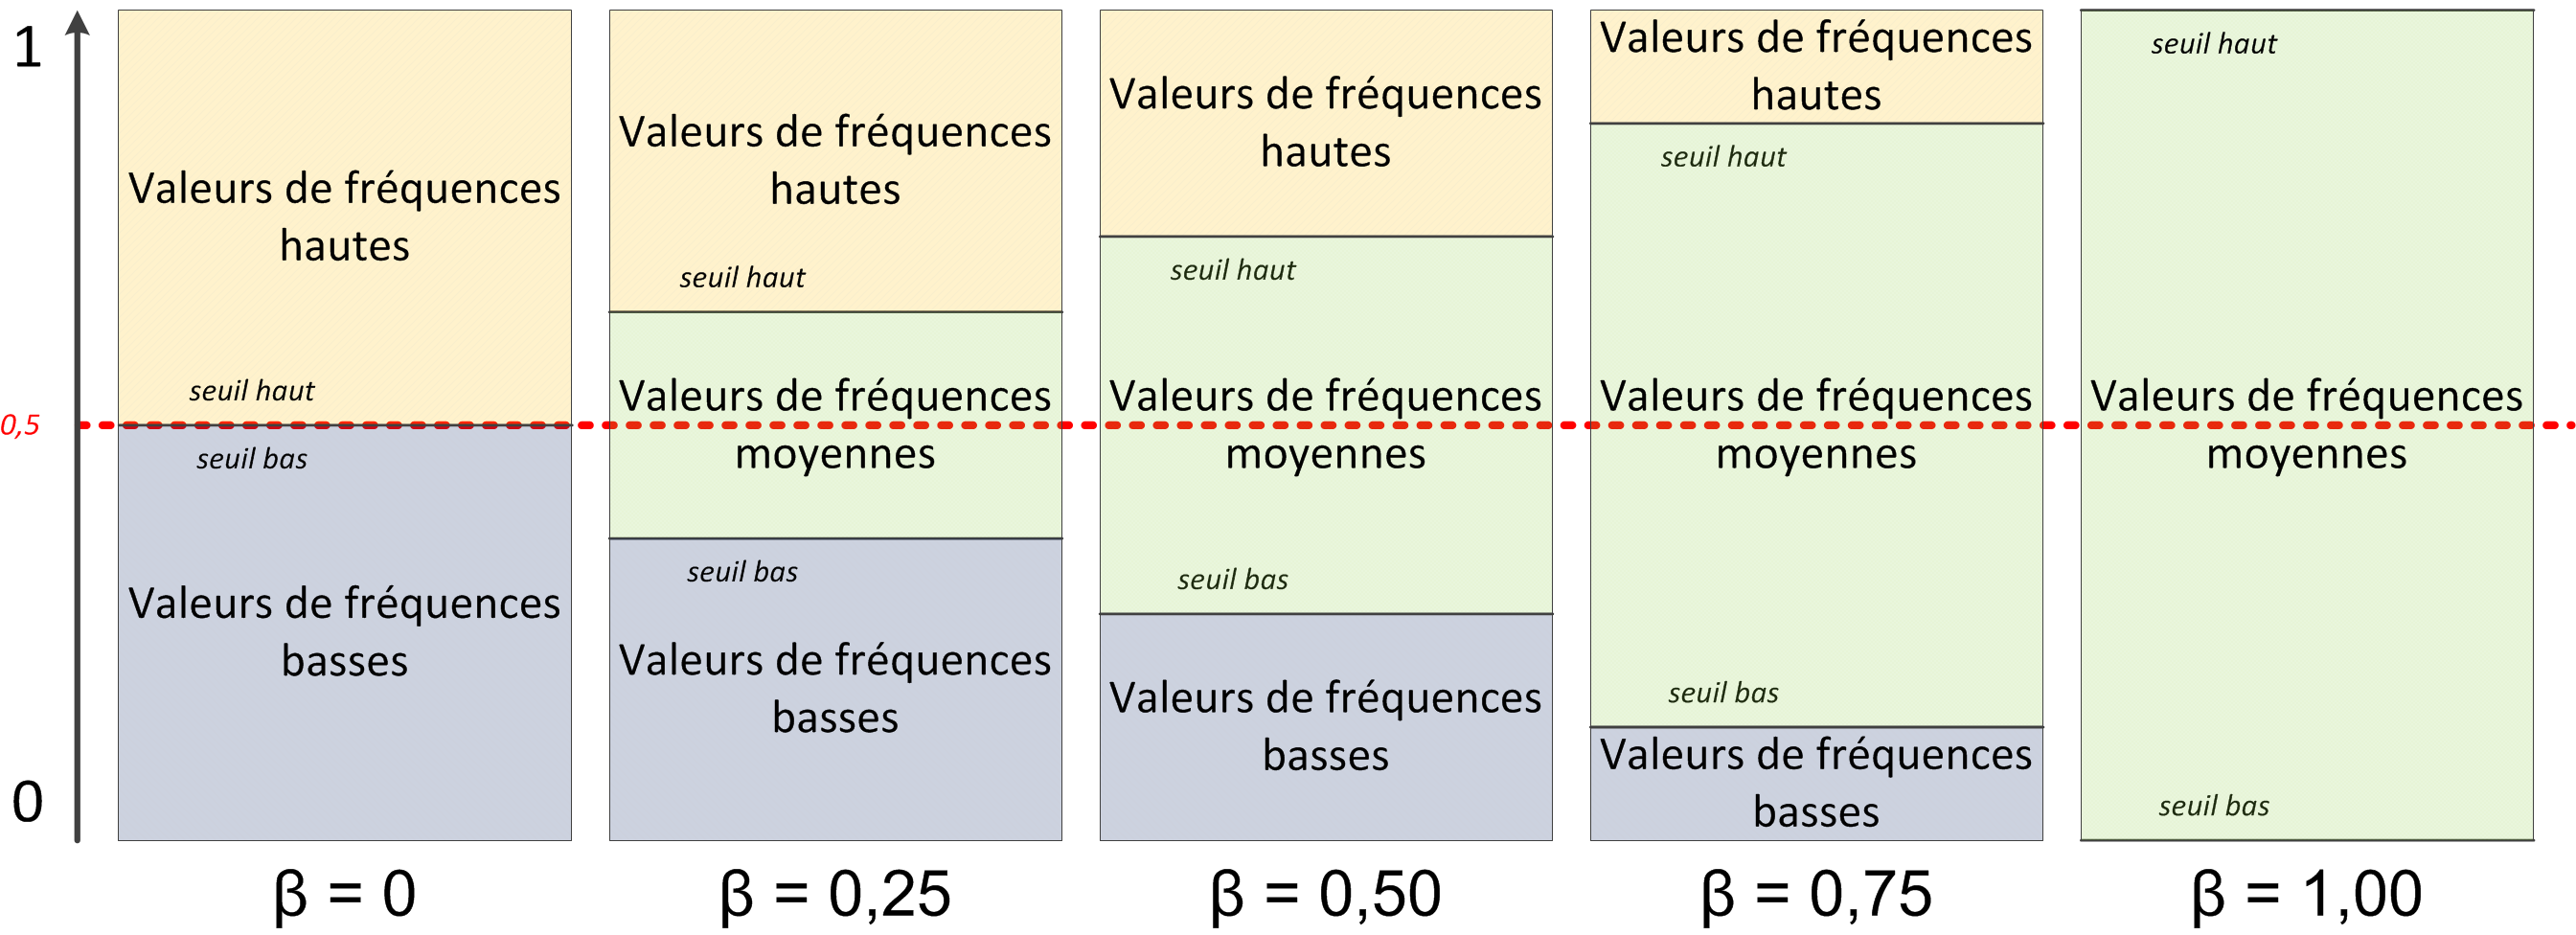 1
0,5
0
Valeurs de fréquences
hautes
seuil haut
seuil bas
Valeurs de fréquences
basses
β = 0
Valeurs de fréquences
hautes
seuil haut
Valeurs de fréquences
moyennes
seuil bas
Valeurs de fréquences
basses
β = 0,25
Valeurs de fréquences
hautes
seuil haut
Valeurs de fréquences
moyennes
seuil bas
Valeurs de fréquences
basses
β = 0,50
Valeurs de fréquences
hautes
seuil haut
Valeurs de fréquences
moyennes
seuil bas
Valeurs de fréquences
basses
β = 0,75
seuil haut
Valeurs de fréquences
moyennes
seuil bas
β = 1,00